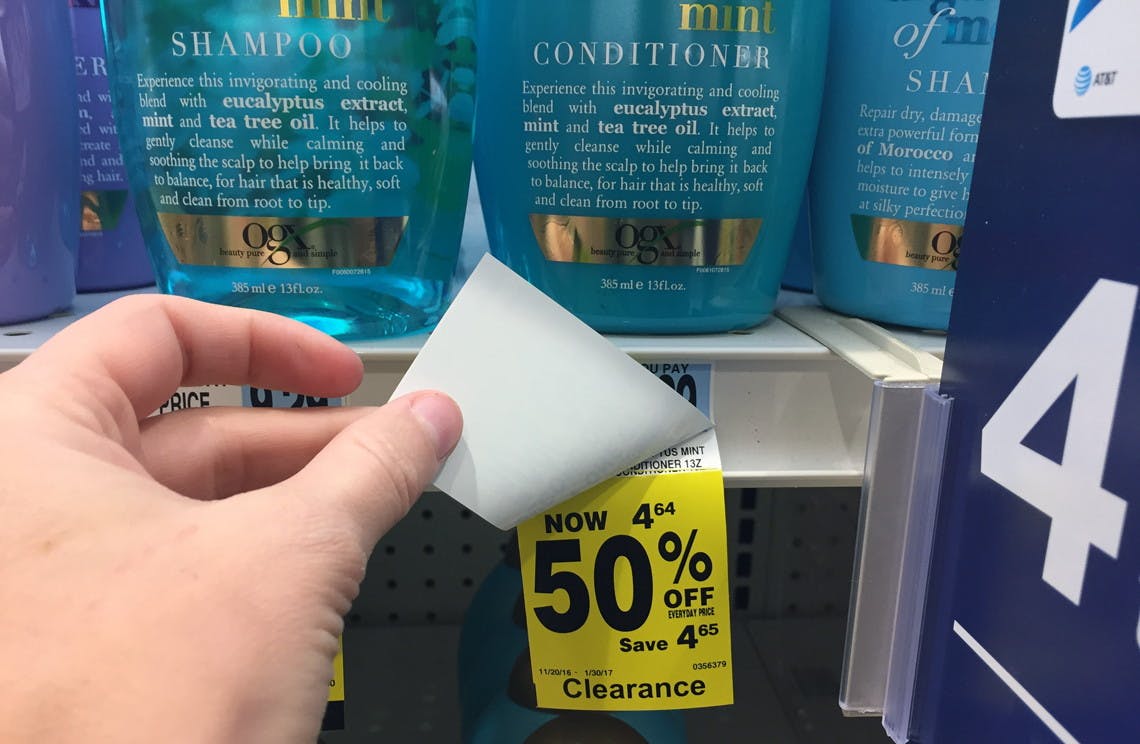 mint
SHAMPOO
Experience this invigorating and cooling
blend with eucalyptus extract,
mint and tea tree oil. It helps to
gently cleanse while calming and
soothing the scalp to help bring it back
to balance, for hair that is healthy, soft
and clean from root to tip.
Ogx®
beauty pure and simple
385 ml e 13fl.oz.
mint
CONDITIONER
Experience this invigorating and cooling
blend with eucalyptus extract,
mint and tea tree oil. It helps to
gently cleanse while calming and
soothing the scalp to help bring it back
to balance, for hair that is healthy, soft
and clean from root to tip.
Ogx®
beauty pure and simple
385 ml e 13fl.oz.
of m
SHA
Repair dry, damage
extra powerful form
of Morocco
helps to intensely
moisture to give h
at silky perfectio
beauty pure
385 ml e
AT&T
4
PRICE
9.99
PAY
MINT
CONDITIONER 13Z
NOW 4 64
50% OFF
EVERYDAY PRICE
Save 4 65
11/20/16 - 1/30/17 0356379
Clearance